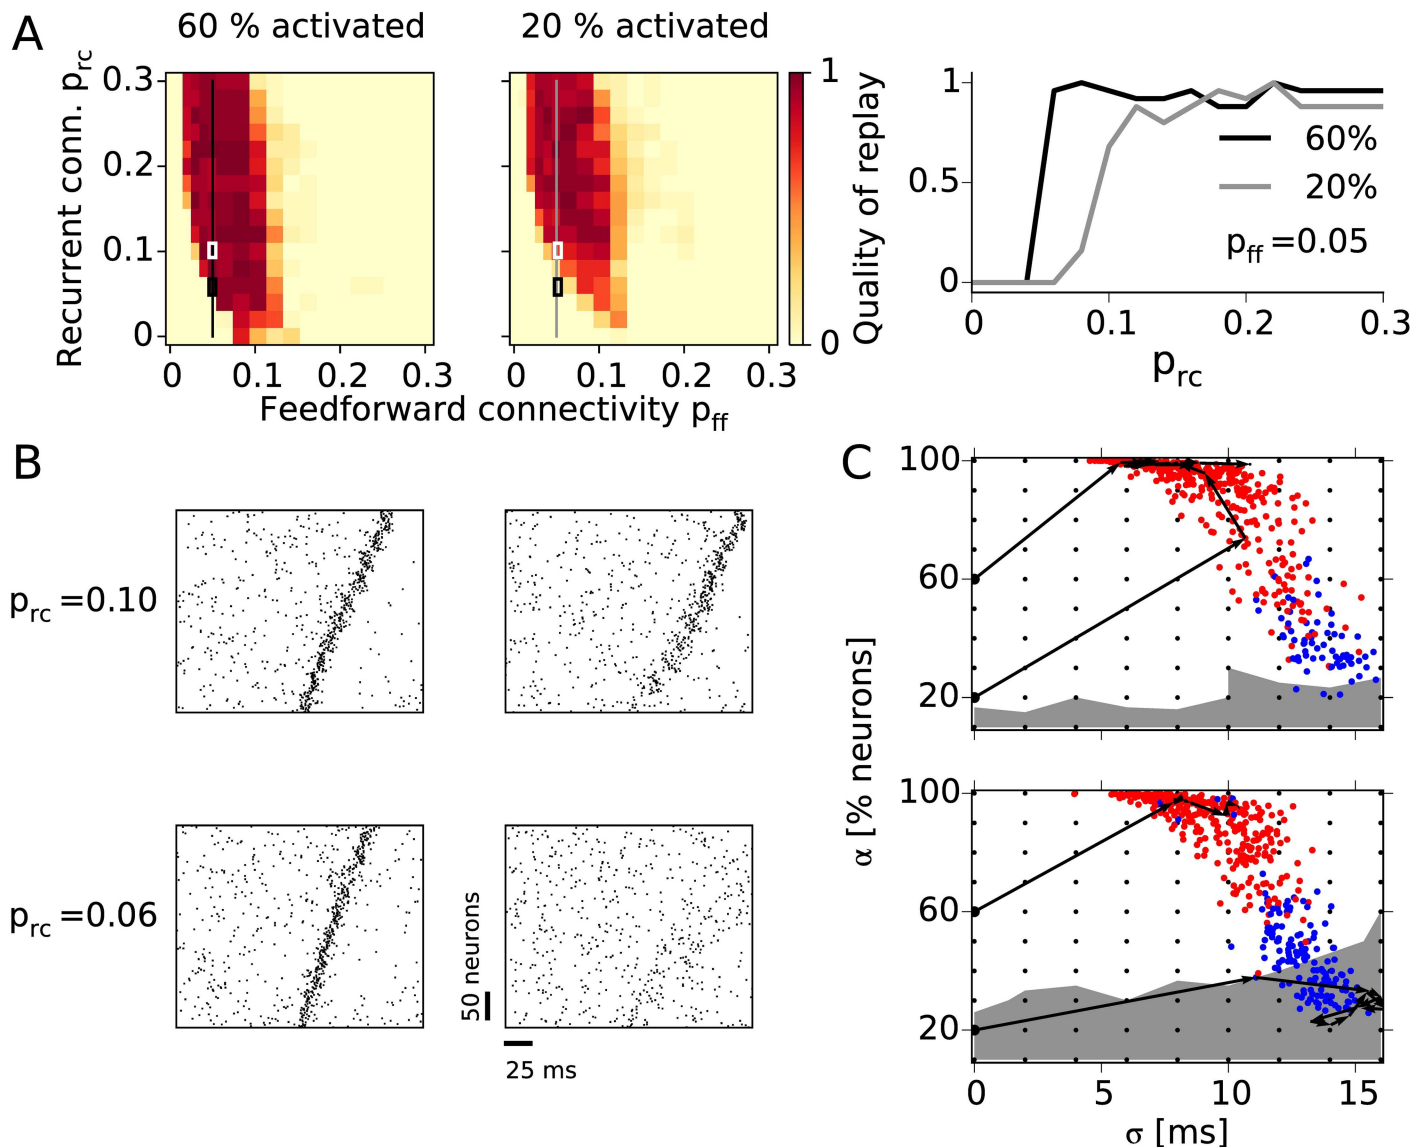 A
60 % activated
20 % activated
Recurrent conn. p_rc
0.3
0.2
0.1
0
0 0.1 0.2 0.3
0 0.1 0.2 0.3
Feedforward connectivity p_ff
1
0
Quality of replay
1
0.5
0
60%
20%
p_ff =0.05
0 0.1 0.2 0.3
p_rc
B
p_rc =0.10
p_rc =0.06
50 neurons
25 ms
C
α [% neurons]
100
60
20
100
60
20
0 5 10 15
σ [ms]